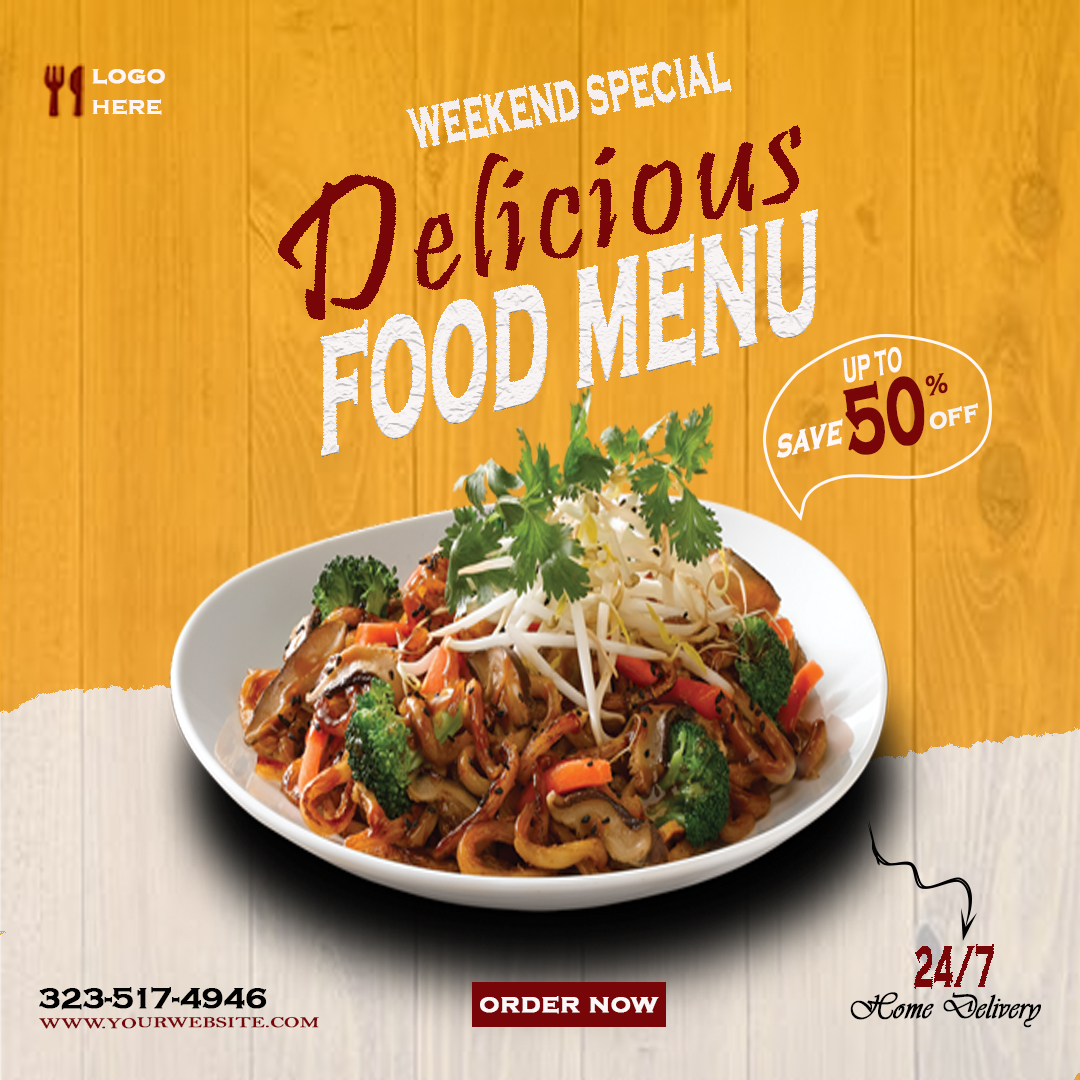 LOGO
HERE
WEEKEND SPECIAL
Delicious
FOOD MENU
UP TO
SAVE 50% OFF
323-517-4946
WWW.YOURWEBSITE.COM
ORDER NOW
24/7
Home Delivery